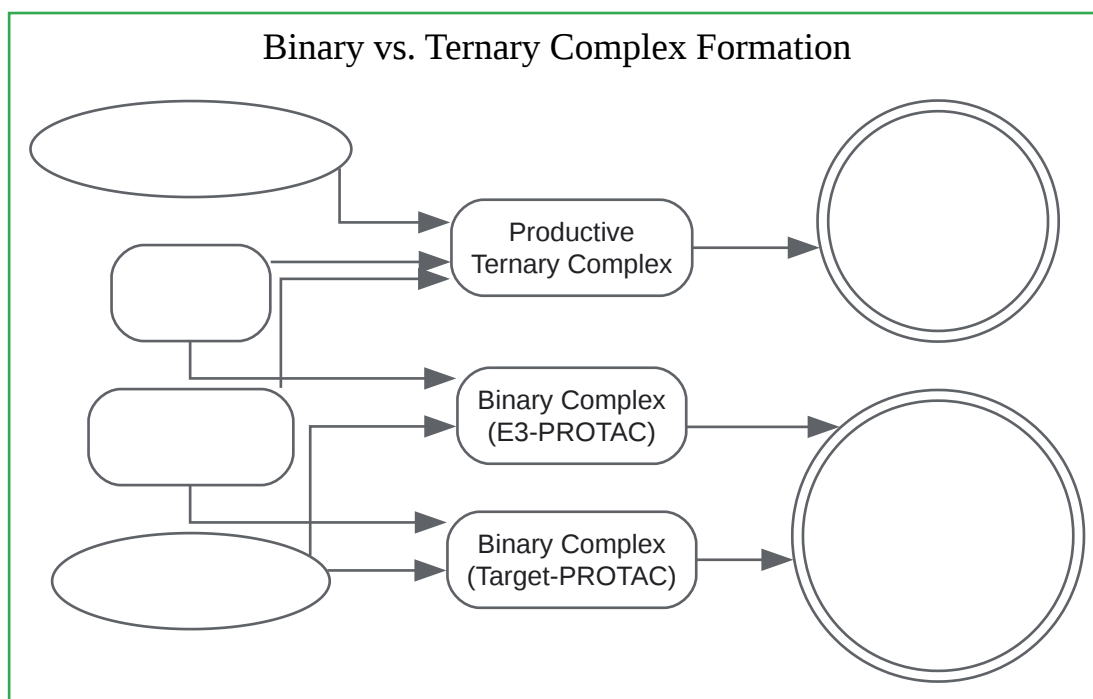 Binary vs. Ternary Complex Formation
Productive
Ternary Complex
Binary Complex
(E3-PROTAC)
Binary Complex
(Target-PROTAC)